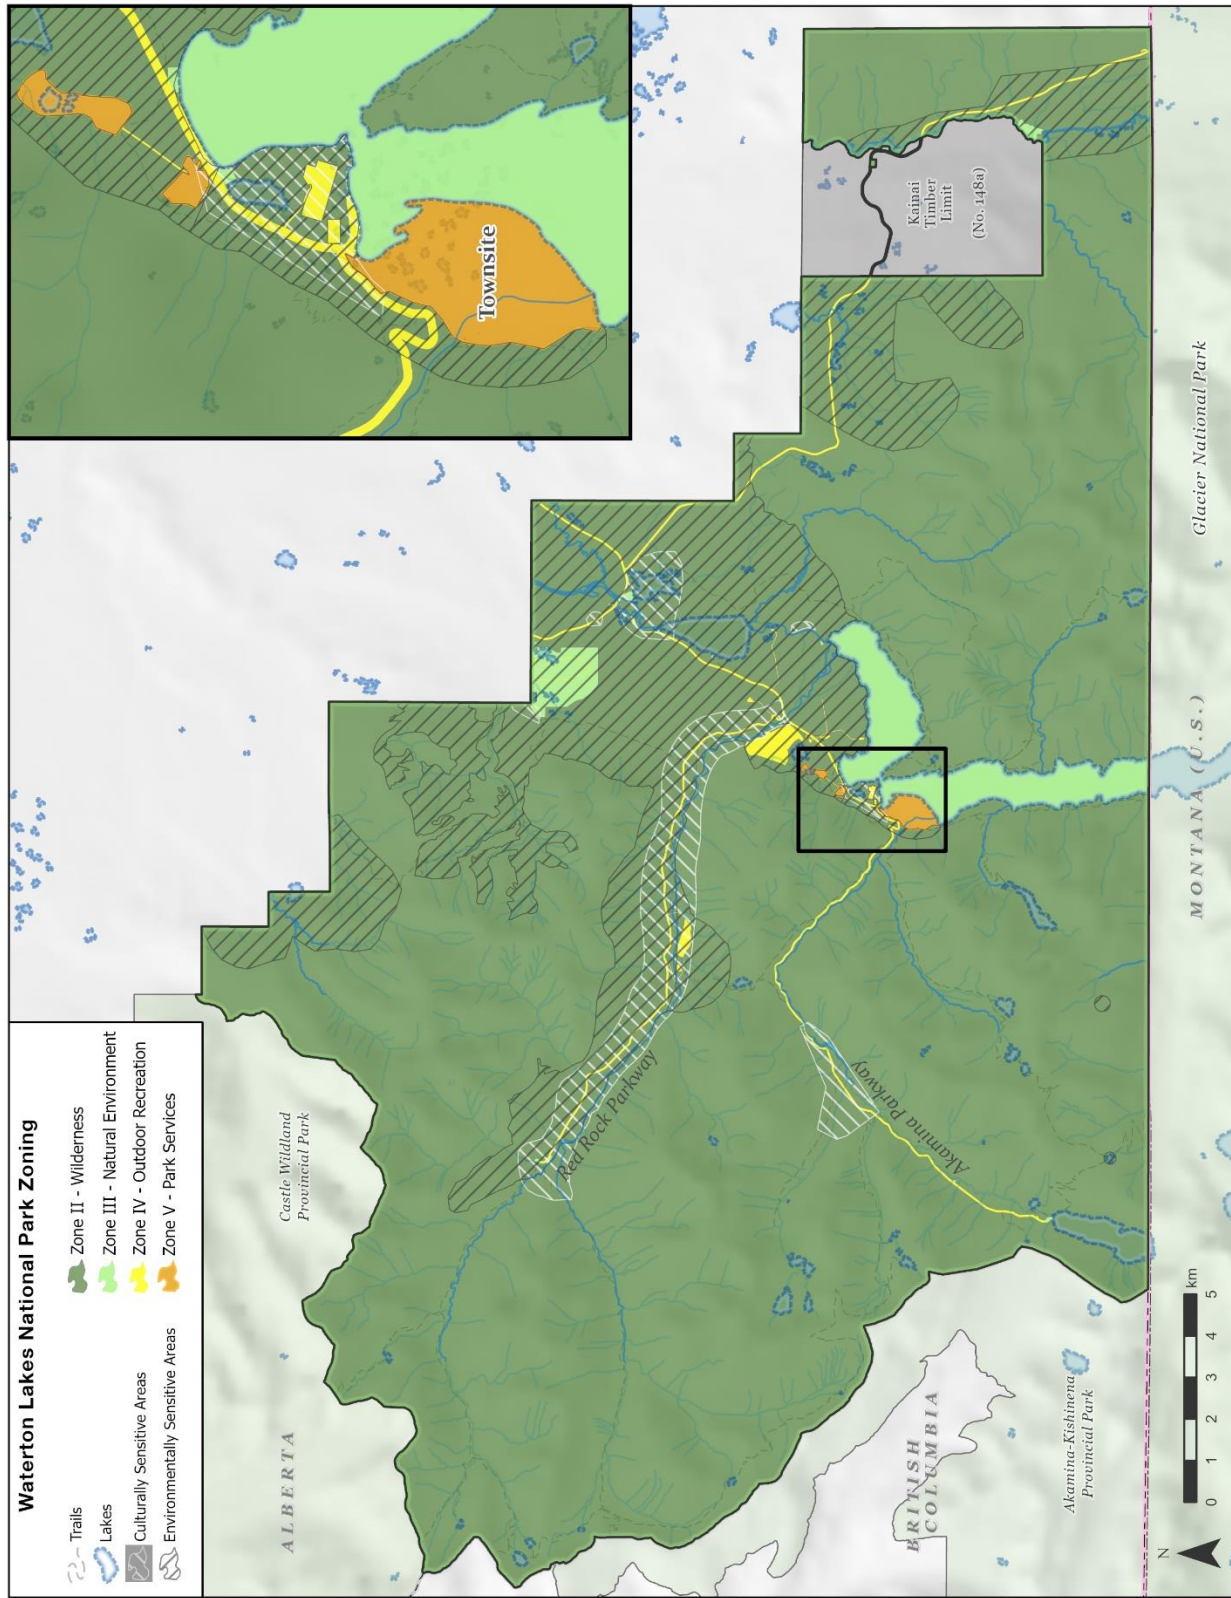 Waterton Lakes National Park Zoning
Trails
Lakes
Culturally Sensitive Areas
Environmentally Sensitive Areas
Zone II - Wilderness
Zone III - Natural Environment
Zone IV - Outdoor Recreation
Zone V - Park Services
Townsite
ALBERTA
Castle Wildland
Provincial Park
Red Rock Parkway
Akamina Parkway
Kainai
Timber
Limit
(No. 148a)
BRITISH
COLUMBIA
Akamina-Kishinena
Provincial Park
MONTANA (U.S.)
Glacier National Park
N
km
0 1 2 3 4 5